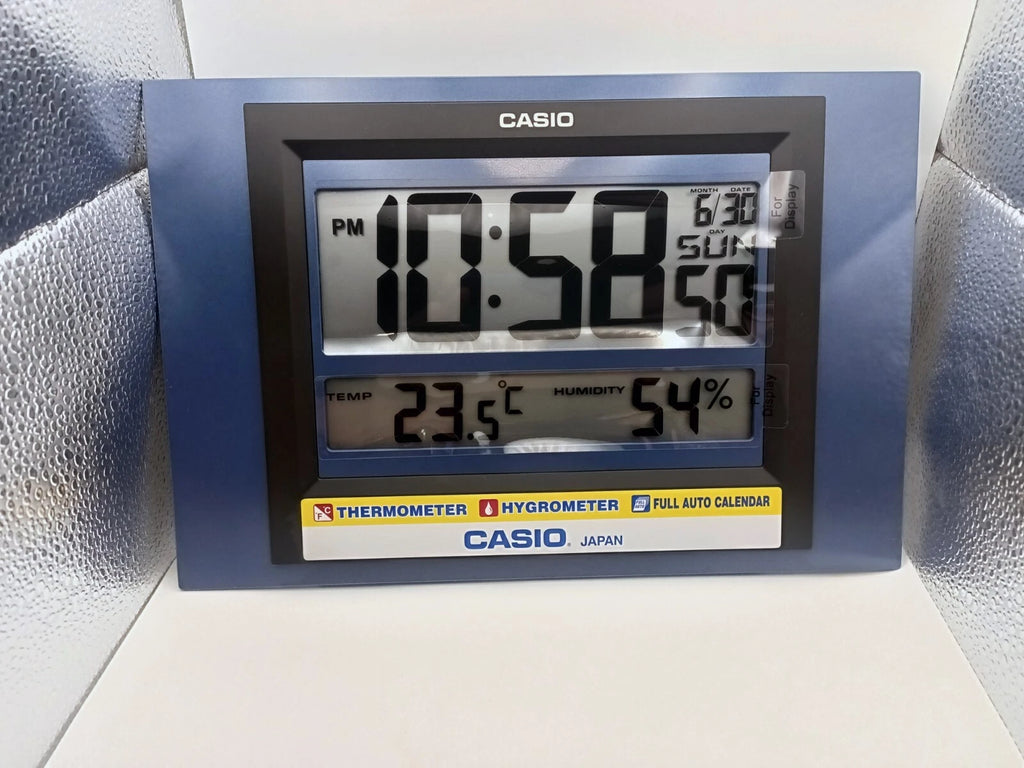 CASIO
PM 10:58 50
MONTH DATE
6/30
DAY
SUN
For
Display
TEMP 23.5°C HUMIDITY 54%
For
Display
°C °F THERMOMETER HYGROMETER FULL AUTO CALENDAR
CASIO. JAPAN